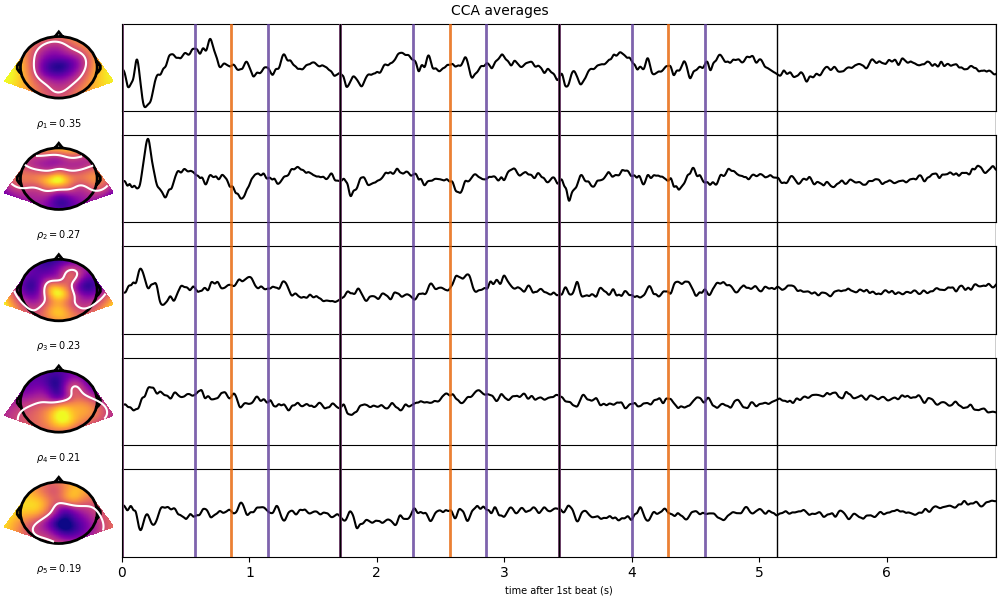 CCA averages
ρ₁ = 0.35
ρ₂ = 0.27
ρ₃ = 0.23
ρ₄ = 0.21
ρ₅ = 0.19
0 1 2 3 4 5 6
time after 1st beat (s)